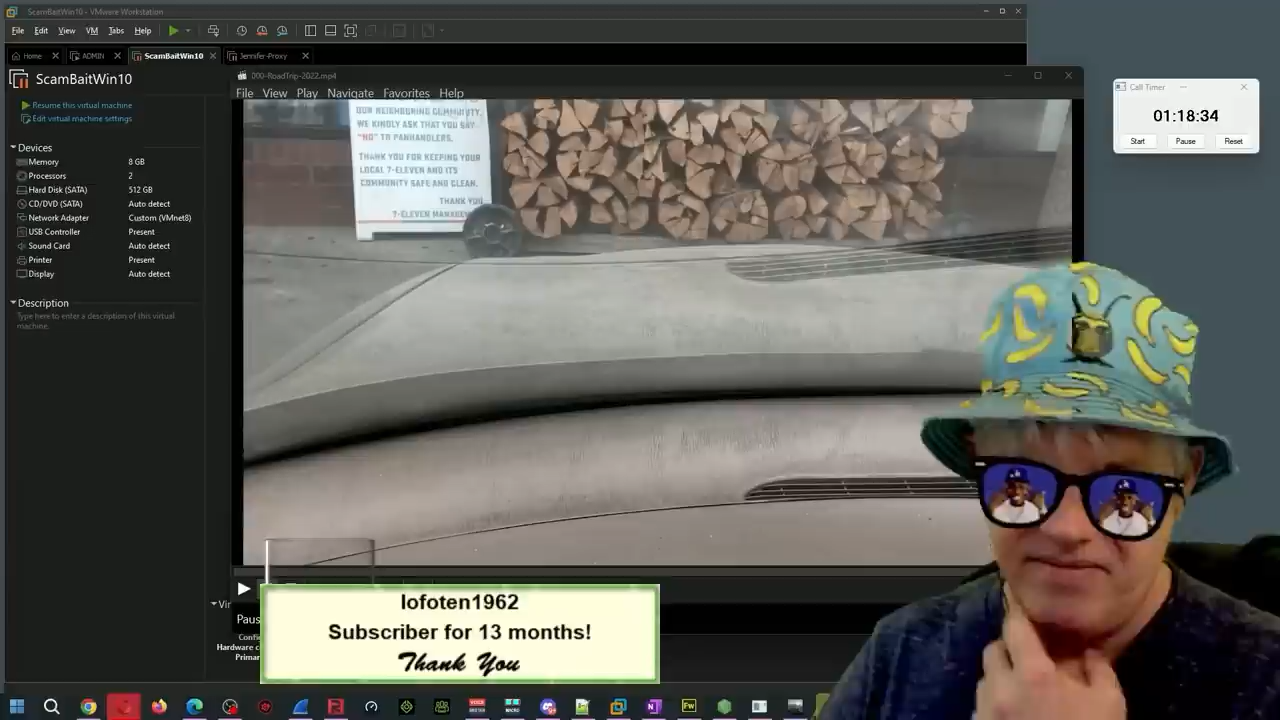 ScamBaitWin10 - VMware Workstation
File Edit View VM Tabs Help
Home ADMIN ScamBaitWin10 Jennifer-Proxy
ScamBaitWin10
Resume this virtual machine
Edit virtual machine settings
Devices
Memory 8 GB
Processors 2
Hard Disk (SATA) 512 GB
CD/DVD (SATA) Auto detect
Network Adapter Custom (VMnet8)
USB Controller Present
Sound Card Auto detect
Printer Present
Display Auto detect
Description
Type here to enter a description of this virtual
machine.
000-RoadTrip-2022.mp4
File View Play Navigate Favorites Help
OUR NEIGHBORING COMMUNITY,
WE KINDLY ASK THAT YOU SAY
"NO" TO PANHANDLERS.
THANK YOU FOR KEEPING YOUR
LOCAL 7-ELEVEN AND ITS
COMMUNITY SAFE AND CLEAN.
THANK YOU
7-ELEVEN
Call Timer
01:18:34
Start Pause Reset
lofoten1962
Subscriber for 13 months!
Thank You